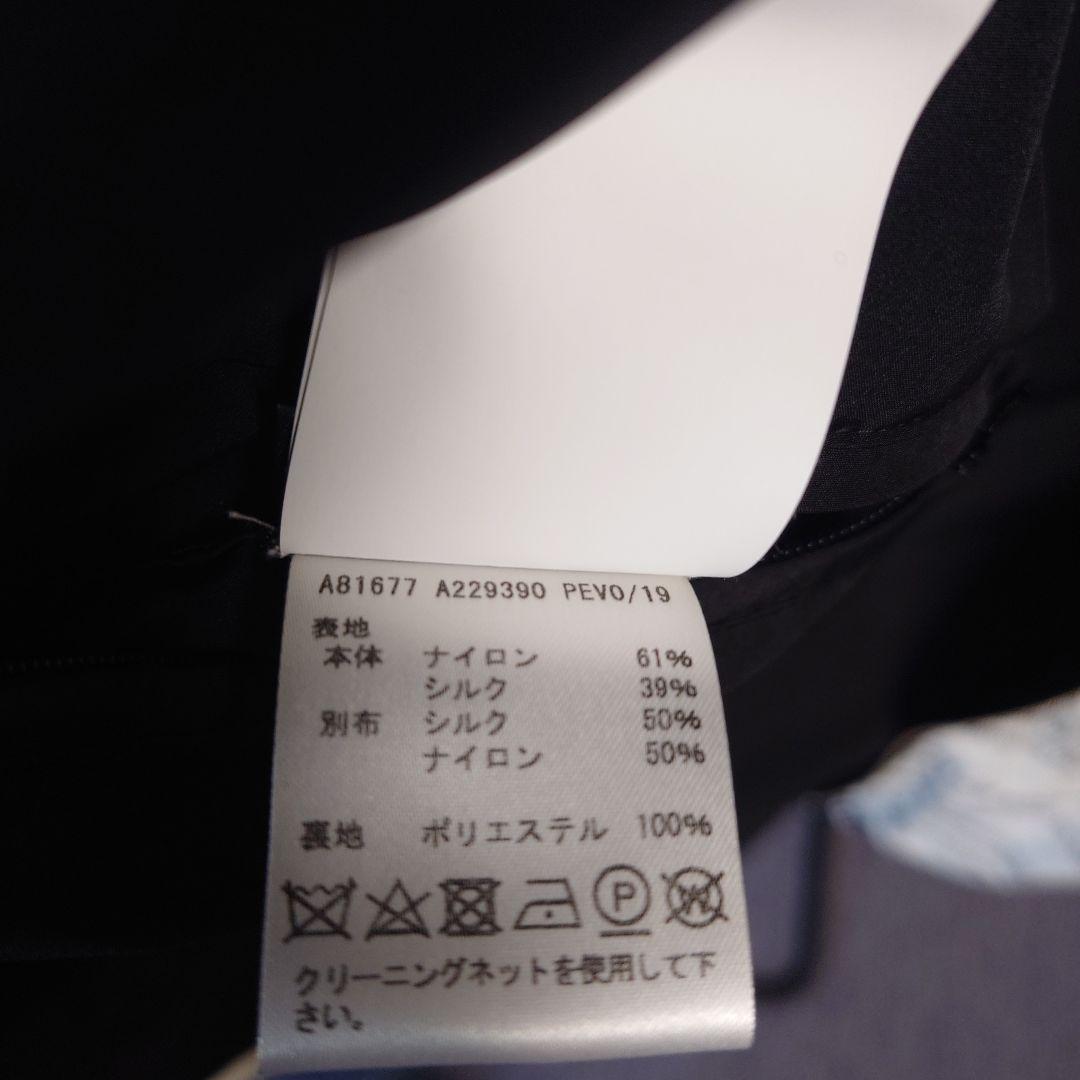 A81677 A229390 PEVO/19
表地
本体 ナイロン 61%
シルク 39%
別布 シルク 50%
ナイロン 50%
裏地 ポリエステル 100%
P W
クリーニングネットを使用して下
さい。